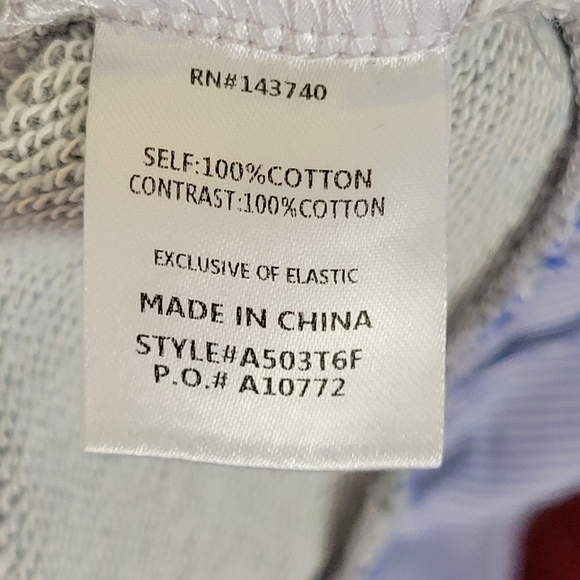 RN#143740
SELF:100%COTTON
CONTRAST:100%COTTON
EXCLUSIVE OF ELASTIC
MADE IN CHINA
STYLE#A503T6F
P.O.# A10772